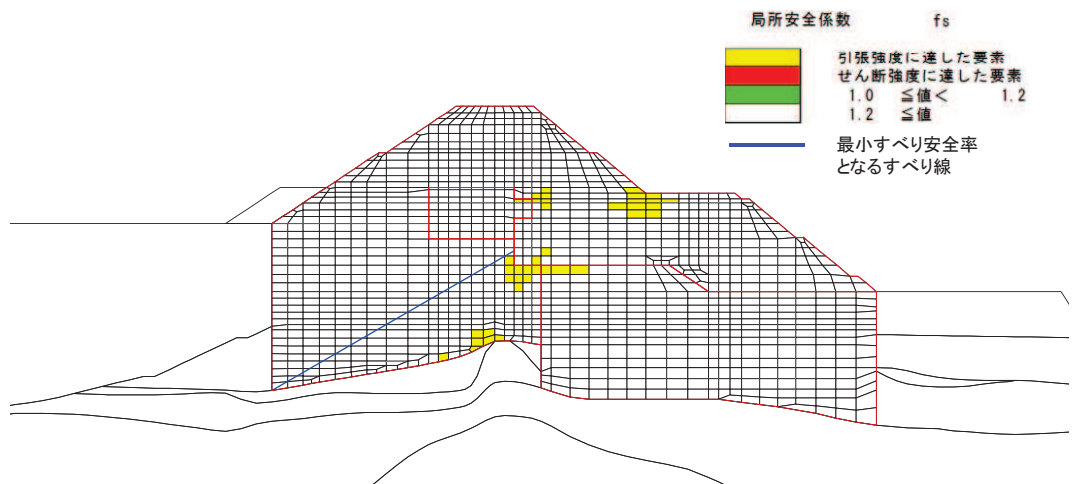 局所安全係数 fs
引張強度に達した要素
せん断強度に達した要素
1.0 ≦値< 1.2
1.2 ≦値
最小すべり安全率
となるすべり線